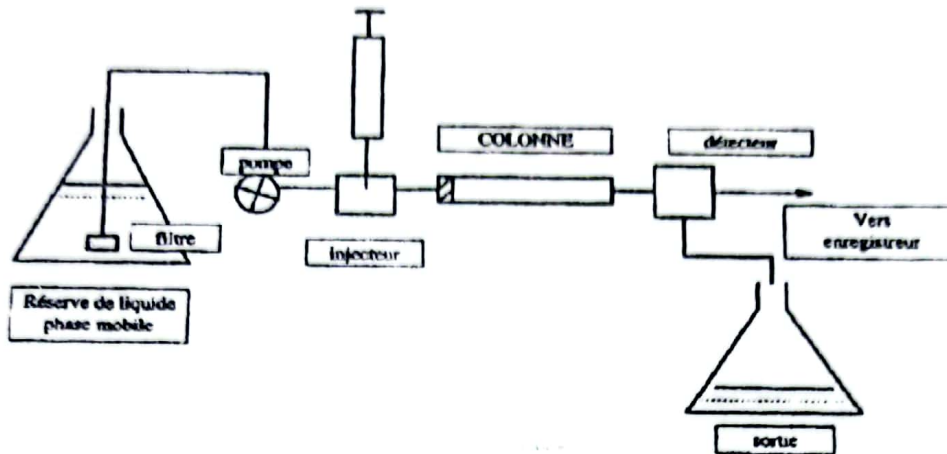 COLONNE
détecteur
pompe
filtre
injecteur
Vers
enregistreur
Réserve de liquide
phase mobile
sortie